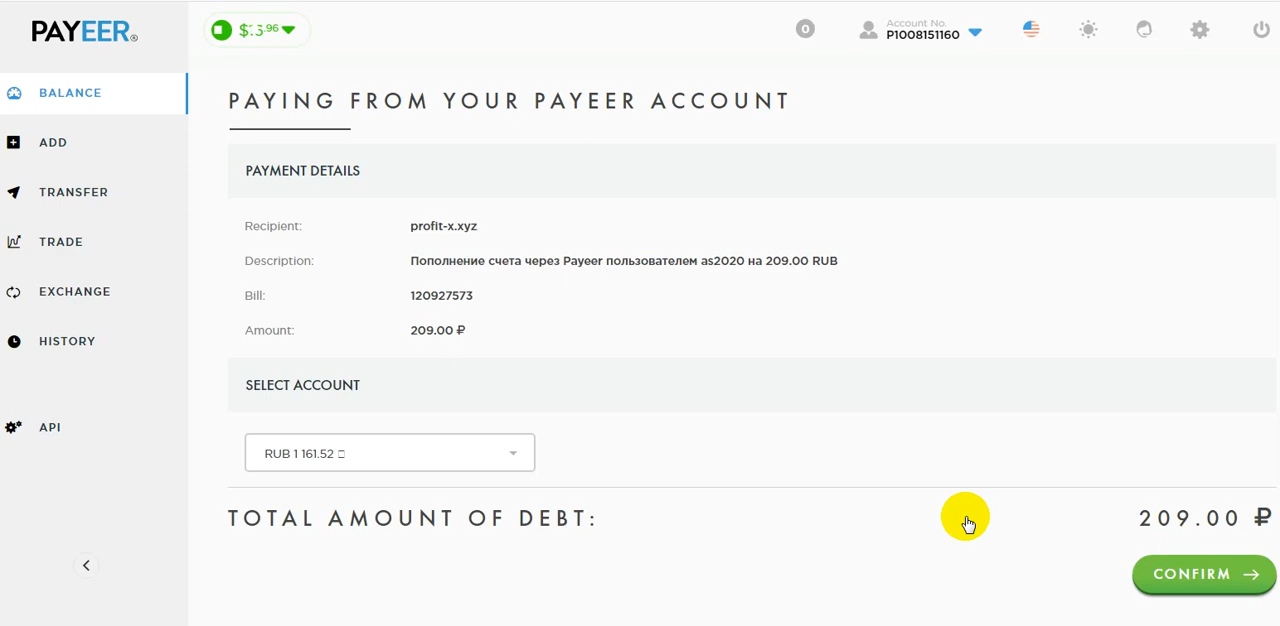 PAYEER®
0
Account No.
P1008151160
BALANCE
ADD
TRANSFER
TRADE
EXCHANGE
HISTORY
API
PAYING FROM YOUR PAYEER ACCOUNT
PAYMENT DETAILS
Recipient: profit-x.xyz
Description: Пополнение счета через Payeer пользователем as2020 на 209.00 RUB
Bill: 120927573
Amount: 209.00 ₽
SELECT ACCOUNT
RUB 1 161.52
TOTAL AMOUNT OF DEBT: 209.00 ₽
CONFIRM →